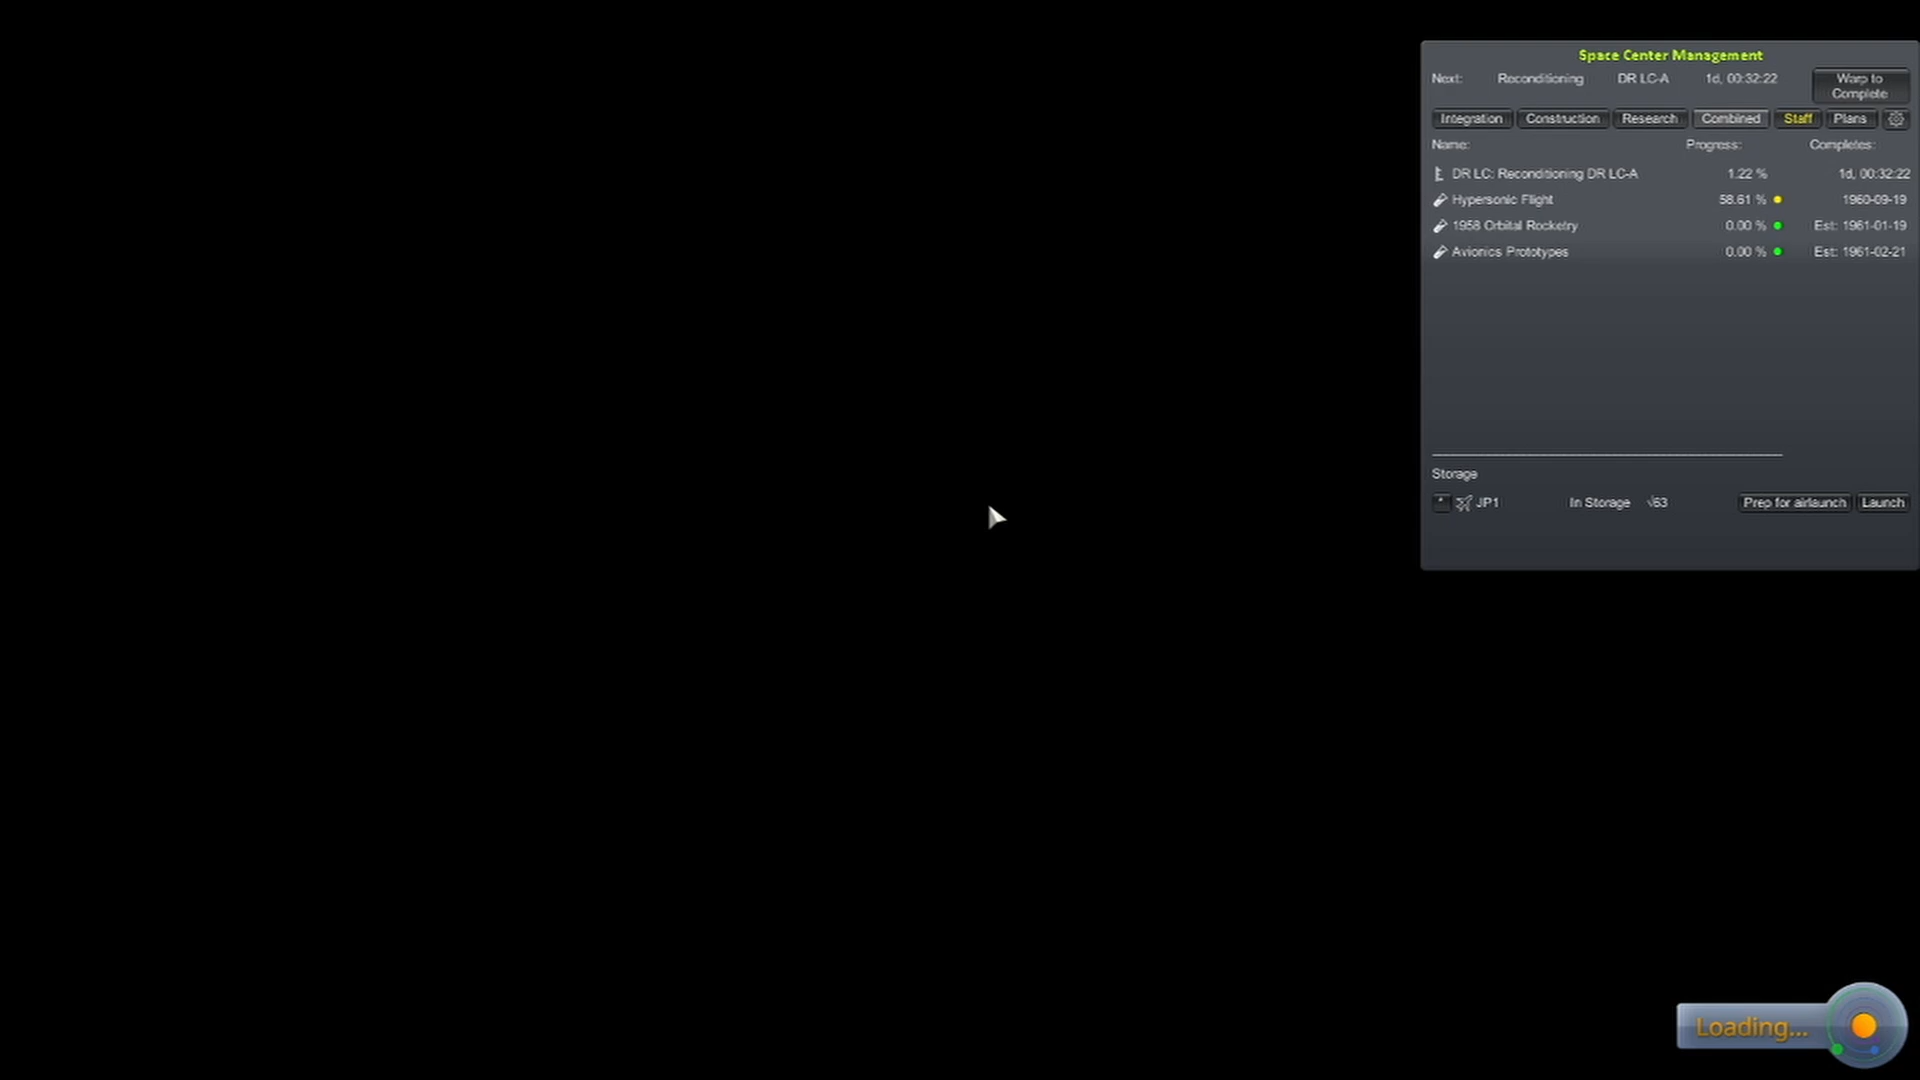 Space Center Management
Next: Reconditioning DR LC-A 1d, 00:32:22 Warp to Complete
Integration Construction Research Combined Staff Plans
Name: Progress: Completes:
DR LC: Reconditioning DR LC-A 1.22 % 1d, 00:32:22
Hypersonic Flight 58.61 % 1960-09-19
1958 Orbital Rocketry 0.00 % Est: 1961-01-19
Avionics Prototypes 0.00 % Est: 1961-02-21
Storage
* JP1 In Storage √63 Prep for airlaunch Launch
Loading...